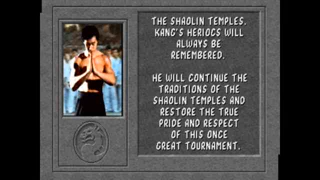 THE SHAOLIN TEMPLES.
KANG'S HERIOCS WILL
ALWAYS BE
REMEMBERED.
HE WILL CONTINUE THE
TRADITIONS OF THE
SHAOLIN TEMPLES AND
RESTORE THE TRUE
PRIDE AND RESPECT
OF THIS ONCE
GREAT TOURNAMENT.